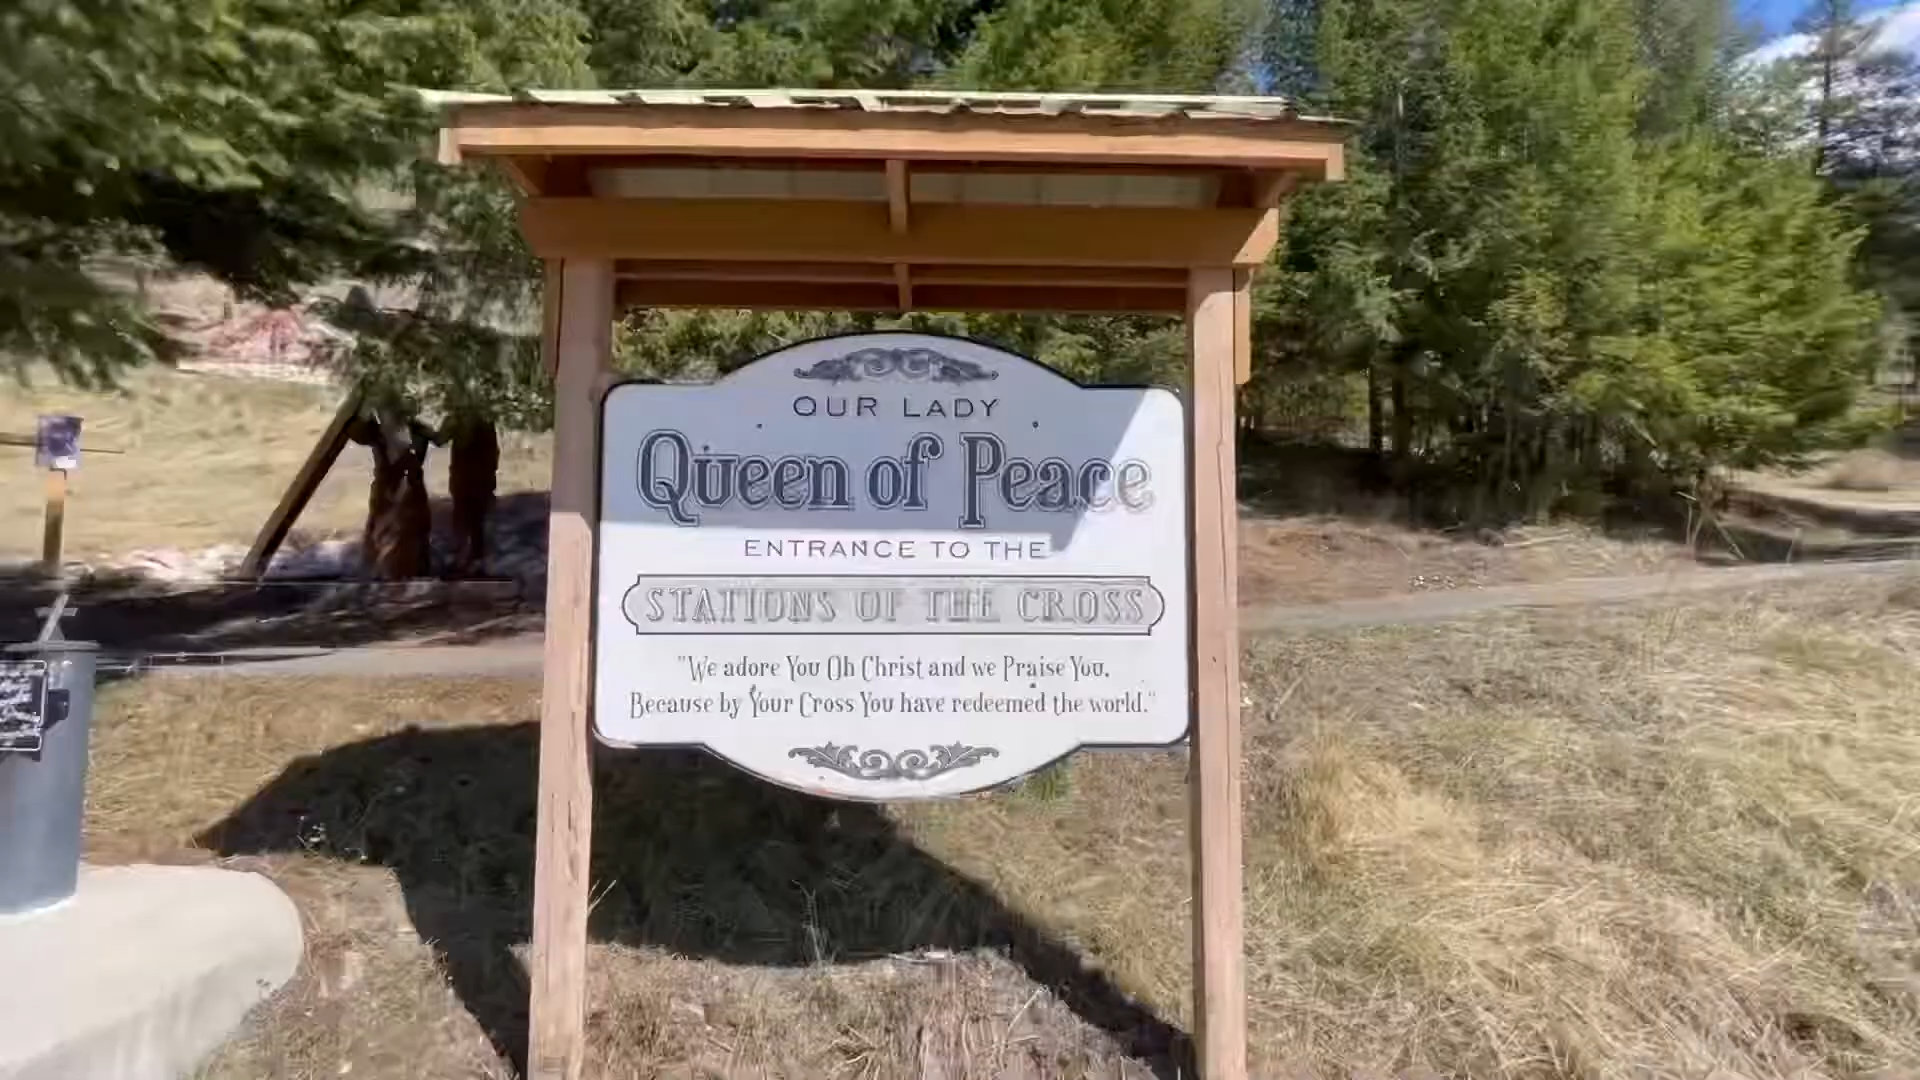 OUR LADY
Queen of Peace
ENTRANCE TO THE
STATIONS OF THE CROSS
"We adore You Oh Christ and we Praise You.
Because by Your Cross You have redeemed the world."